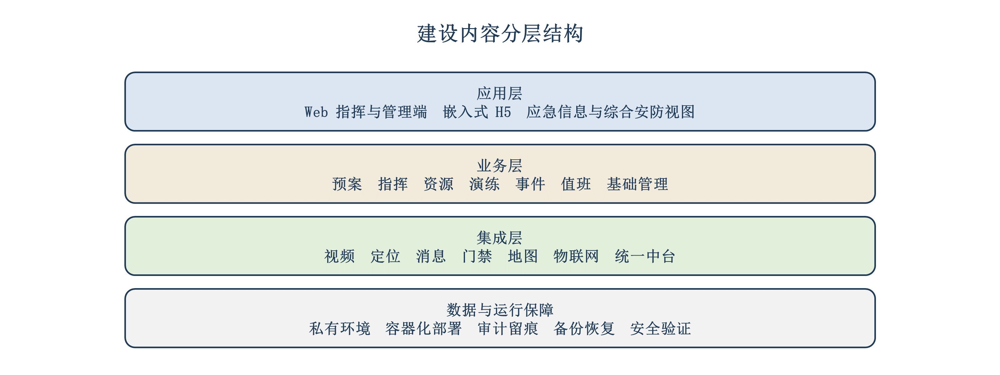 建设内容分层结构
应用层
Web 指挥与管理端　嵌入式 H5　应急信息与综合安防视图
业务层
预案　指挥　资源　演练　事件　值班　基础管理
集成层
视频　定位　消息　门禁　地图　物联网　统一中台
数据与运行保障
私有环境　容器化部署　审计留痕　备份恢复　安全验证